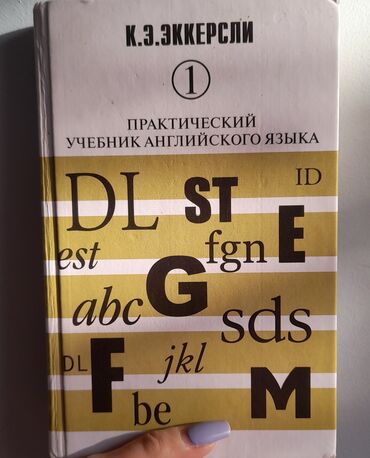 К.Э.ЭККЕРСЛИ
1
ПРАКТИЧЕСКИЙ
УЧЕБНИК АНГЛИЙСКОГО ЯЗЫКА
DL ST ID
est fgn E
abc G sds
DL F jkl
be M